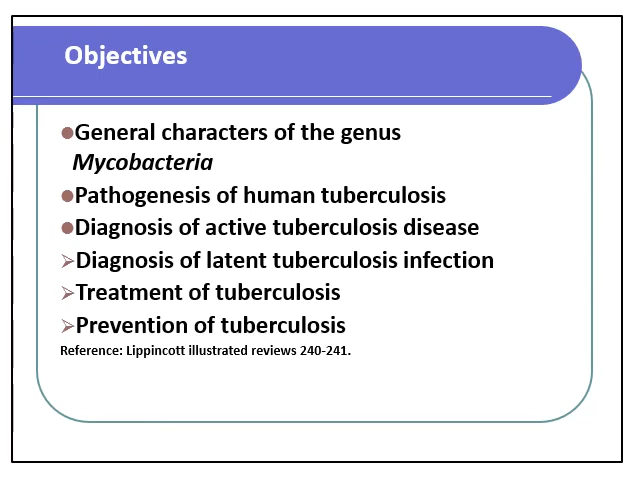 Objectives
●General characters of the genus
Mycobacteria
●Pathogenesis of human tuberculosis
●Diagnosis of active tuberculosis disease
➢Diagnosis of latent tuberculosis infection
➢Treatment of tuberculosis
➢Prevention of tuberculosis
Reference: Lippincott illustrated reviews 240-241.